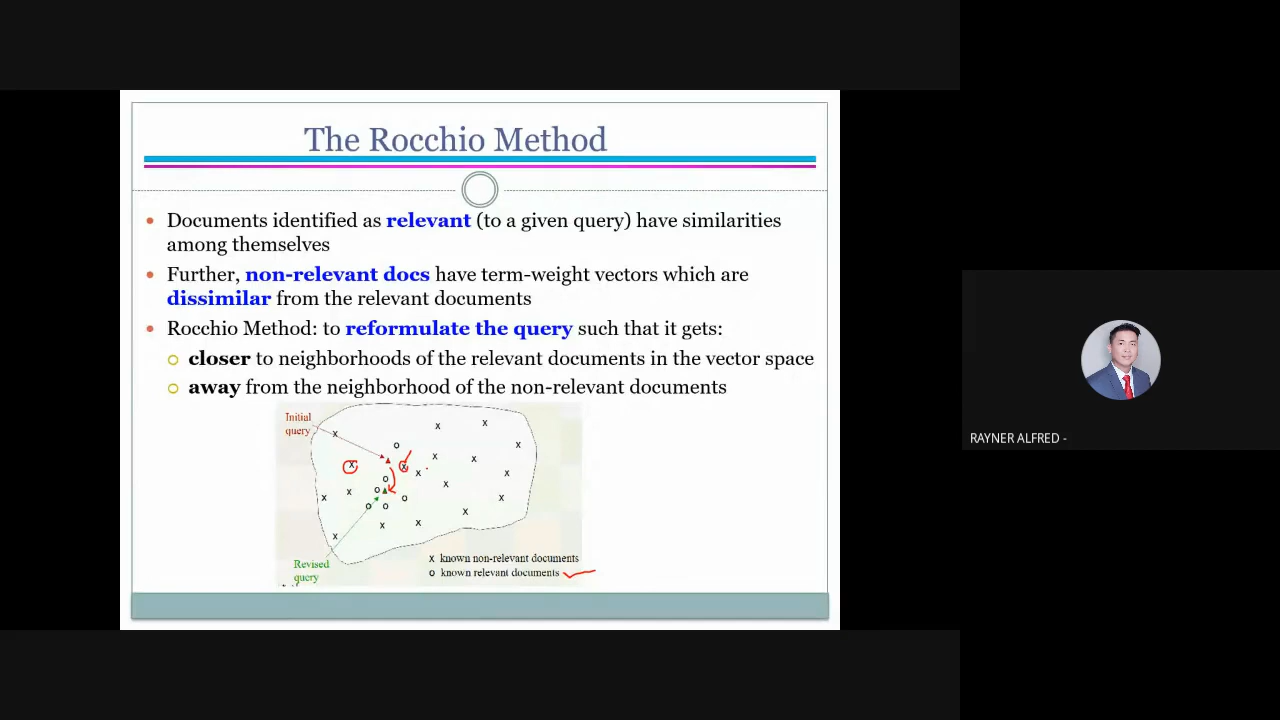 The Rocchio Method
• Documents identified as relevant (to a given query) have similarities
among themselves
• Further, non-relevant docs have term-weight vectors which are
dissimilar from the relevant documents
• Rocchio Method: to reformulate the query such that it gets:
closer to neighborhoods of the relevant documents in the vector space
away from the neighborhood of the non-relevant documents
Initial
query
x known non-relevant documents
o known relevant documents
Revised
query
RAYNER ALFRED -